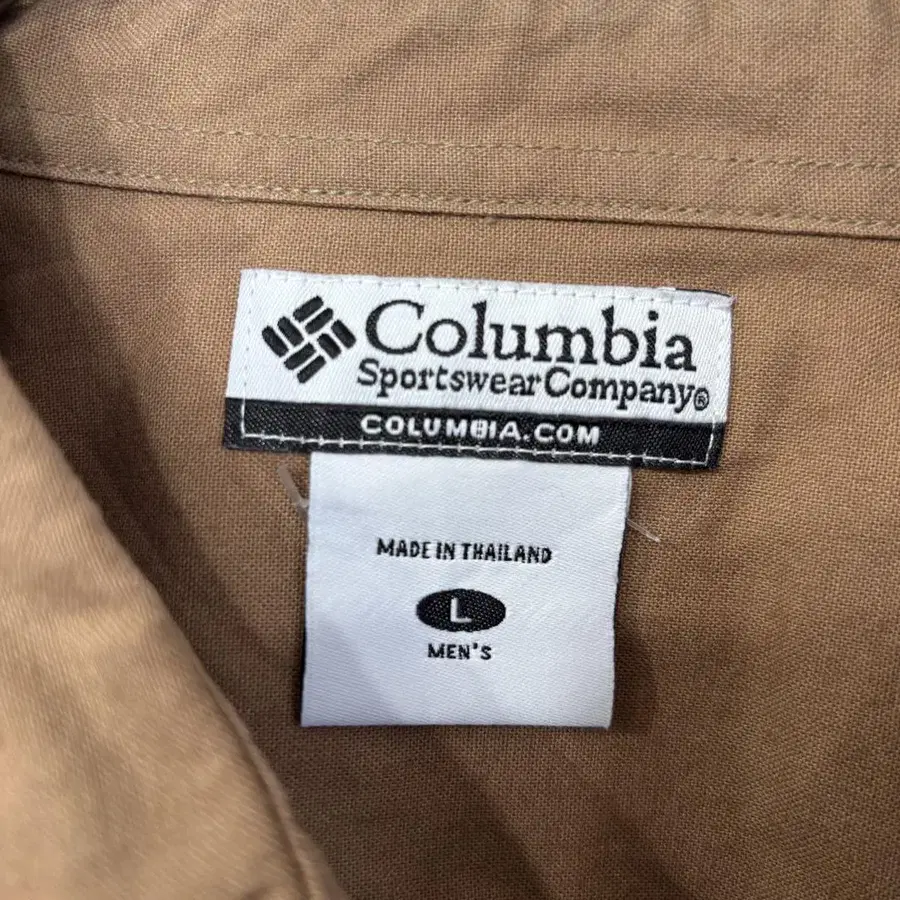 Columbia
Sportswear Company®
COLUMBIA.COM
MADE IN THAILAND
L
MEN'S